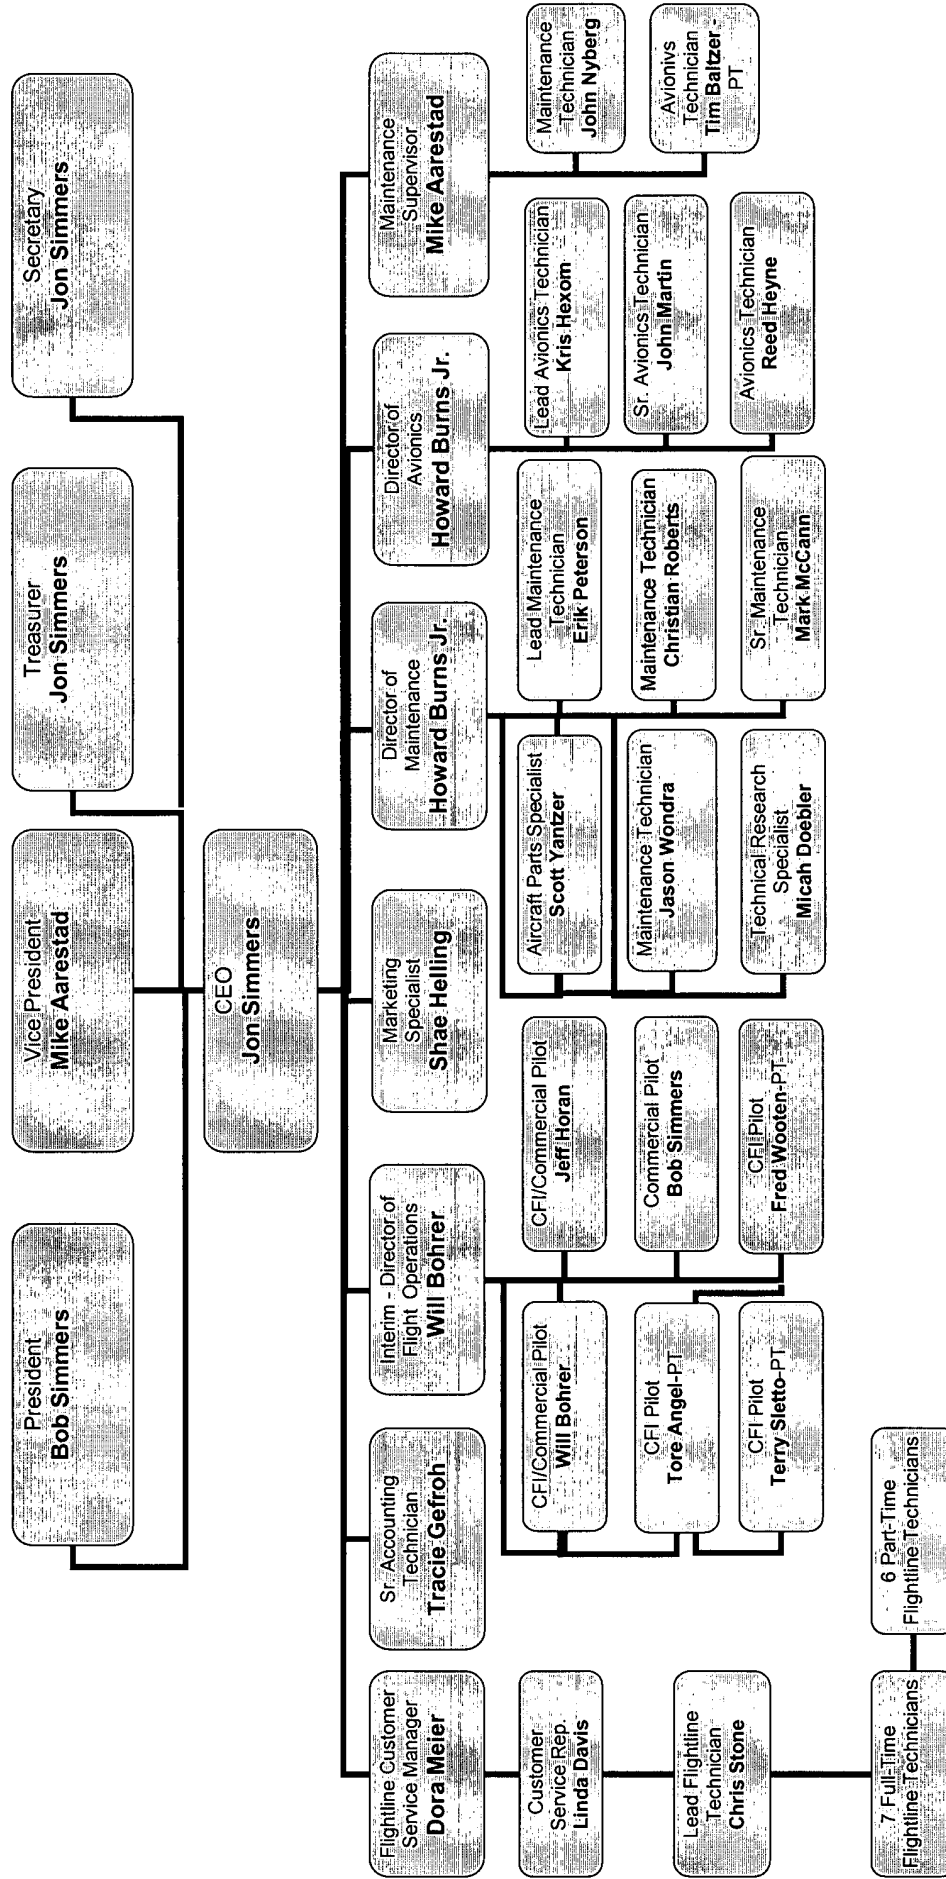 President
Bob Simmers
Vice President
Mike Aarestad
Treasurer
Jon Simmers
Secretary
Jon Simmers
CEO
Jon Simmers
Flightline Customer
Service Manager
Dora Meier
Sr. Accounting
Technician
Tracie Gefroh
Interim - Director of
Flight Operations
Will Bohrer
Marketing
Specialist
Shae Helling
Director of
Maintenance
Howard Burns Jr.
Director of
Avionics
Howard Burns Jr.
Maintenance
Supervisor
Mike Aarestad
Customer
Service Rep.
Linda Davis
Lead Flightline
Technician
Chris Stone
7 Full-Time
Flightline Technicians
6 Part-Time
Flightline Technicians
CFI/Commercial Pilot
Will Bohrer
CFI/Commercial Pilot
Jeff Horan
CFI Pilot
Tore Angel-PT
Commercial Pilot
Bob Simmers
CFI Pilot
Terry Sletto-PT
CFI Pilot
Fred Wooten-PT
Aircraft Parts Specialist
Scott Yantzer
Lead Maintenance
Technician
Erik Peterson
Maintenance Technician
Jason Wondra
Maintenance Technician
Christian Roberts
Technical Research
Specialist
Micah Doebler
Sr. Maintenance
Technician
Mark McCann
Lead Avionics Technician
Kris Hexom
Sr. Avionics Technician
John Martin
Avionics Technician
Reed Heyne
Maintenance
Technician
John Nyberg
Avionivs
Technician
Tim Baltzer -
PT